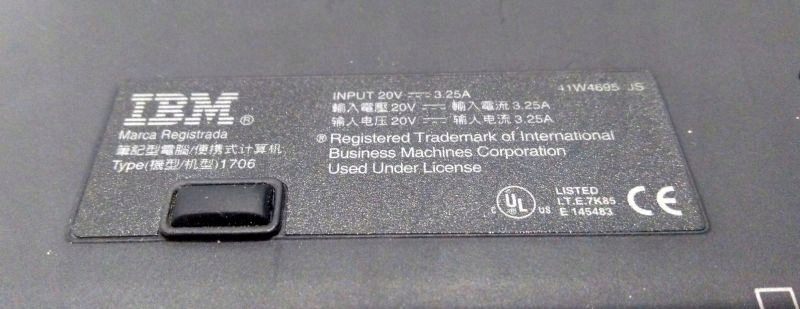 IBM®
Marca Registrada
筆記型電腦/便携式计算机
Type(機型/机型)1706
INPUT 20V ⎓ 3.25A
輸入電壓 20V ⎓ 輸入電流 3.25A
输人电压 20V ⎓ 输人电流 3.25A
® Registered Trademark of International
Business Machines Corporation
Used Under License
41W4695 JS
C UL US
LISTED
I.T.E.7K85
E 145483
CE